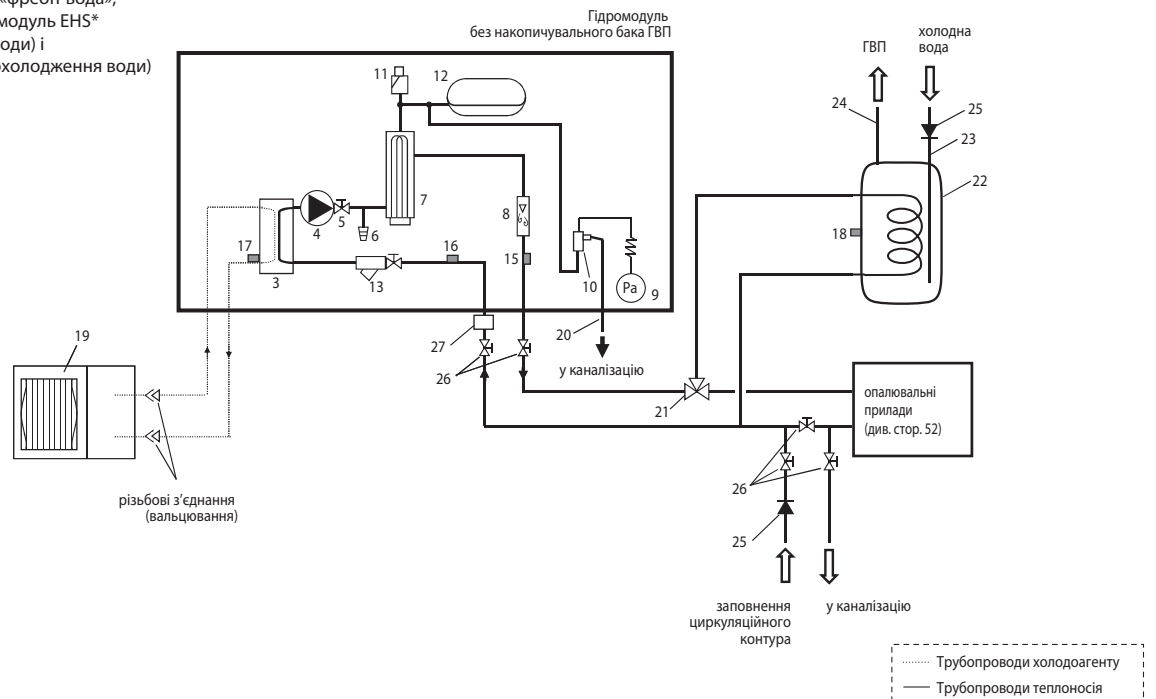 «фреон-вода»,
модуль EHS*
оди) і
охолодження води)
Гідромодуль
без накопичувального бака ГВП
ГВП
холодна
вода
11
12
24
25
23
22
7
8
4
5
6
18
17
16
15
3
13
10
Pa
9
19
27
20
26
у каналізацію
21
опалювальні
прилади
(див. стор. 52)
різьбові з’єднання
(вальцювання)
26
25
заповнення
циркуляційного
контура
у каналізацію
Трубопроводи холодоагенту
Трубопроводи теплоносія